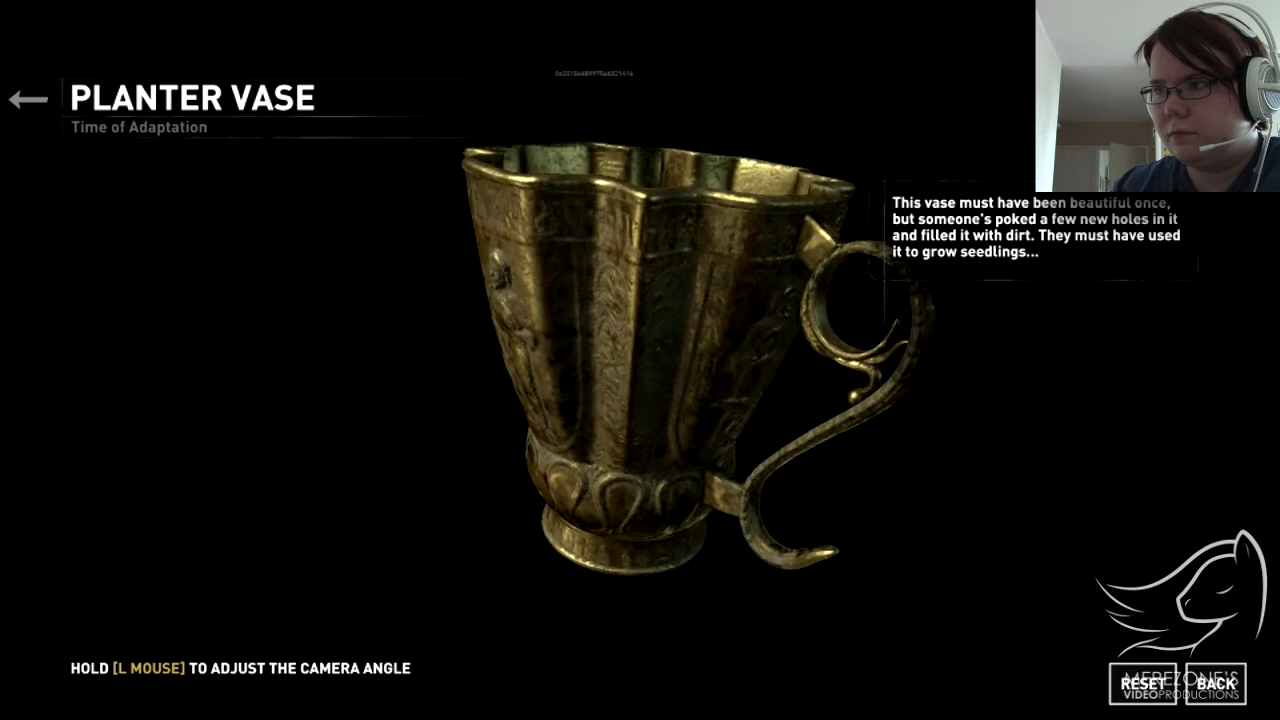 PLANTER VASE
Time of Adaptation
This vase must have been beautiful once,
but someone's poked a few new holes in it
and filled it with dirt. They must have used
it to grow seedlings...
HOLD [L MOUSE] TO ADJUST THE CAMERA ANGLE
RESET BACK
VIDEOPRODUCTIONS